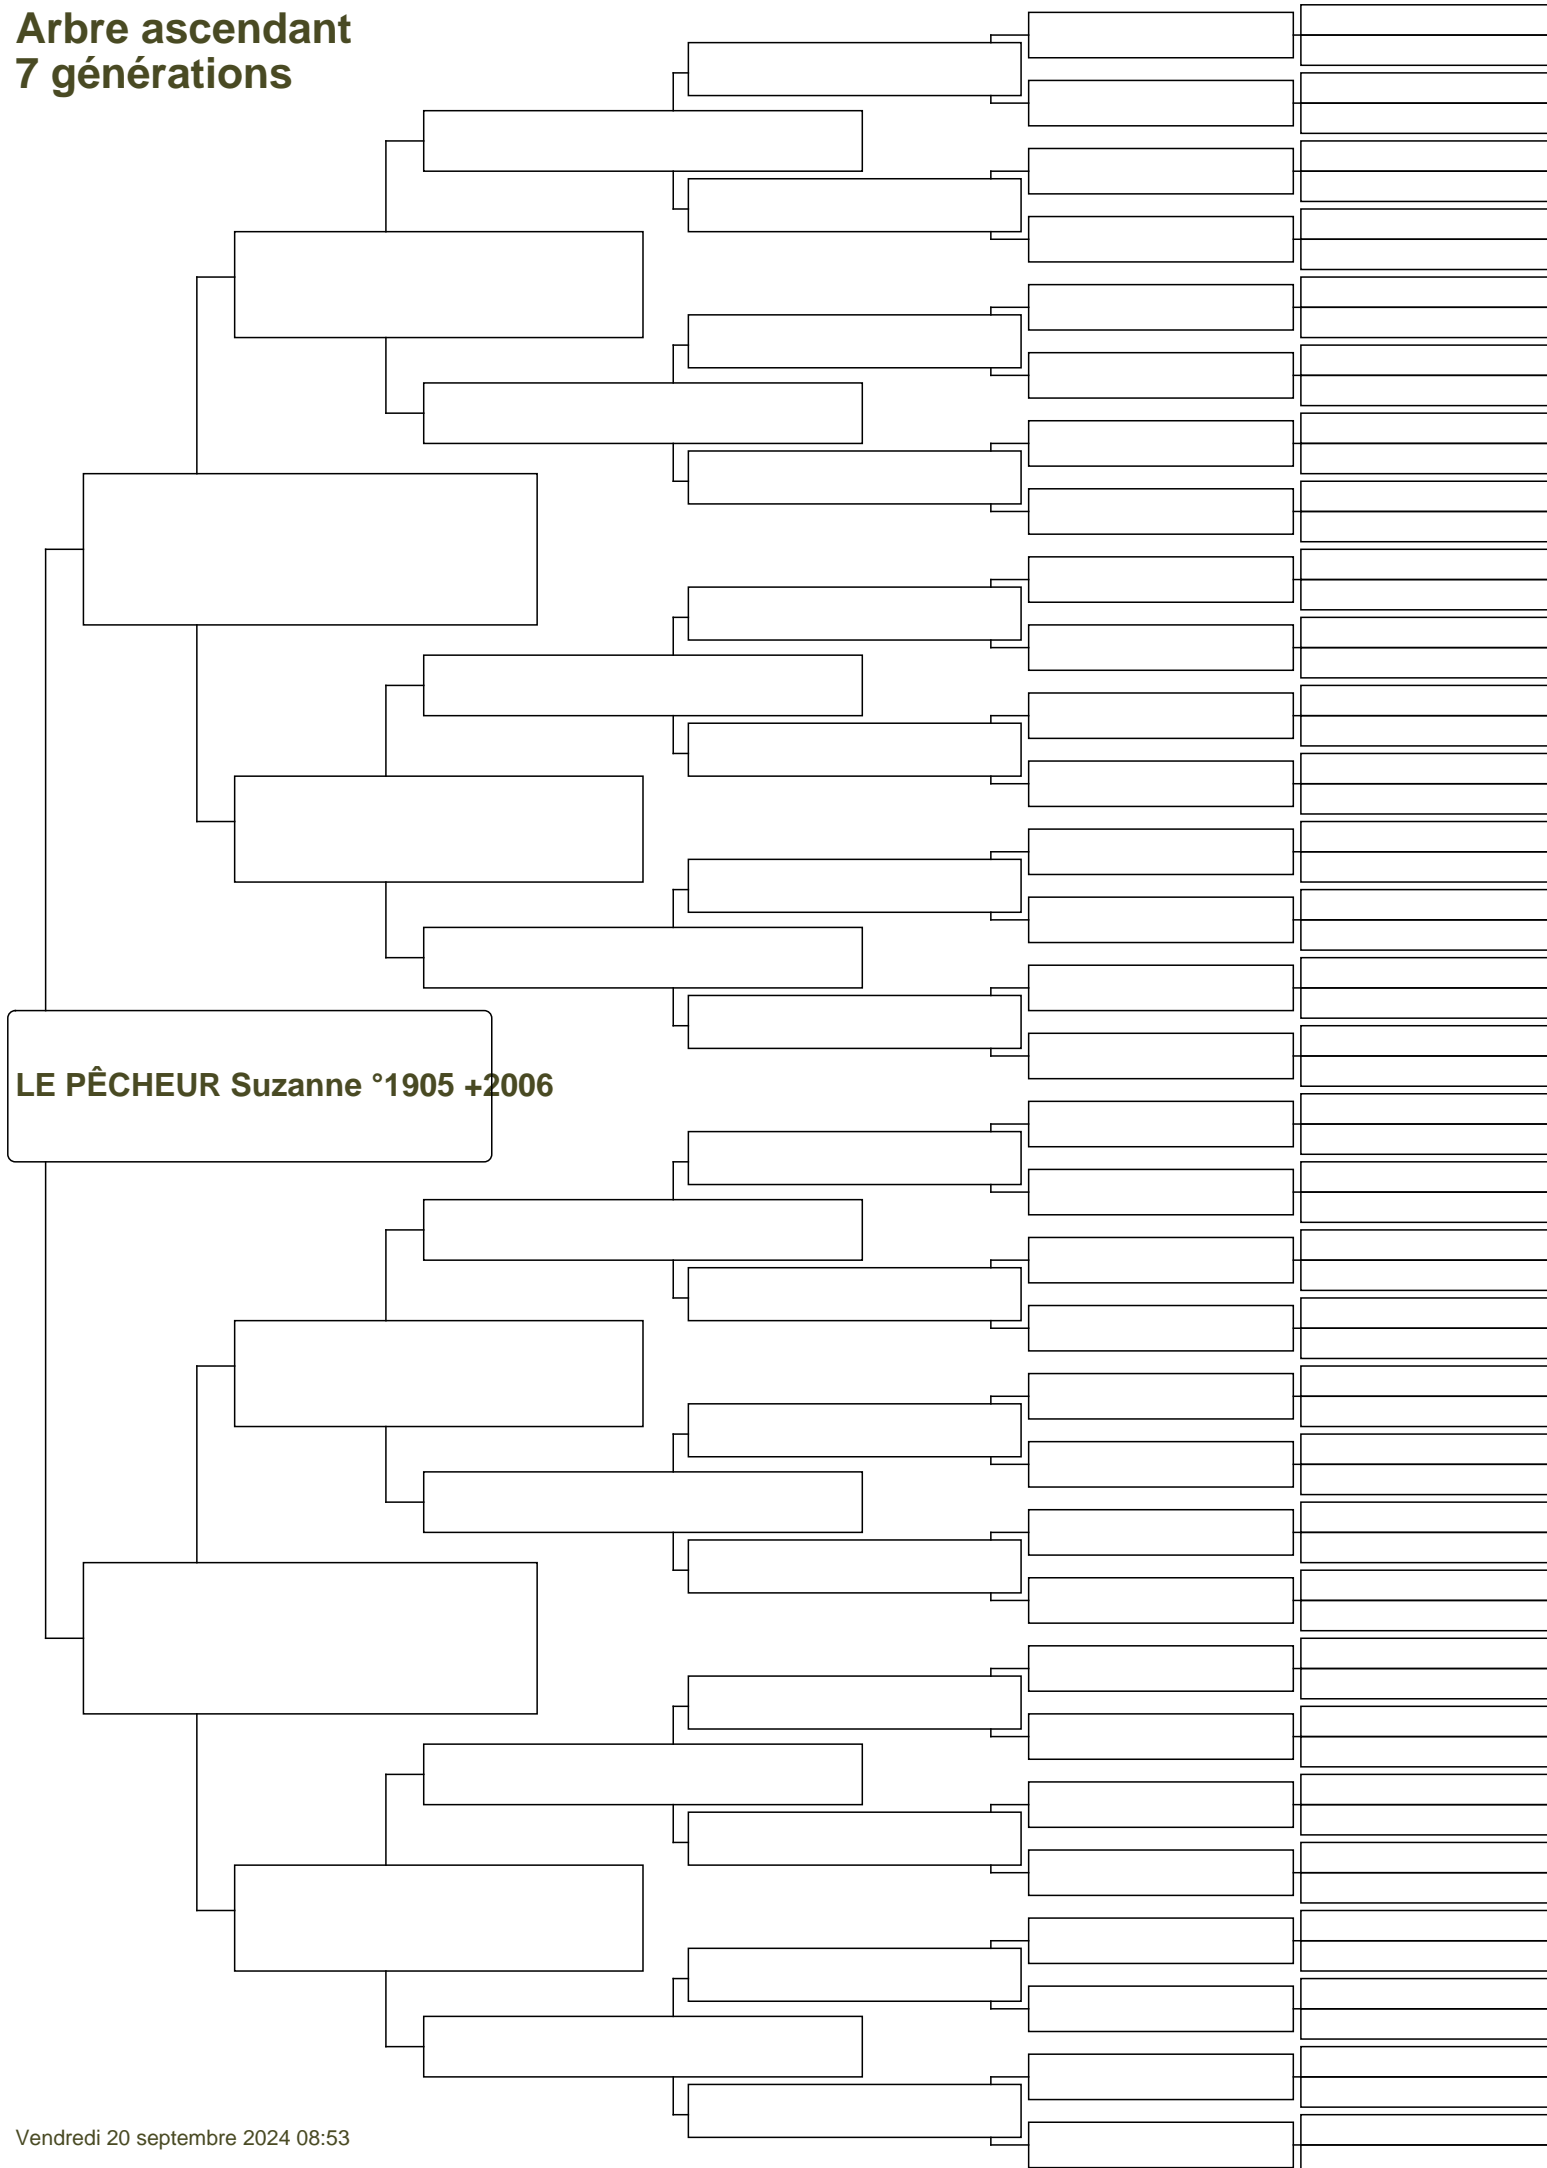 Arbre ascendant
7 générations
LE PÊCHEUR Suzanne °1905 +2006
Vendredi 20 septembre 2024 08:53